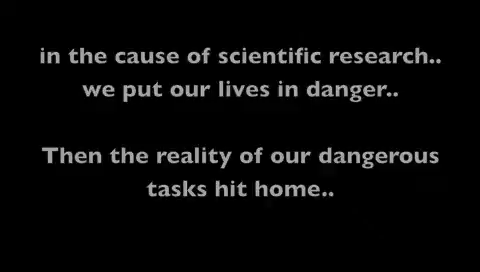 in the cause of scientific research..
we put our lives in danger..
Then the reality of our dangerous
tasks hit home..